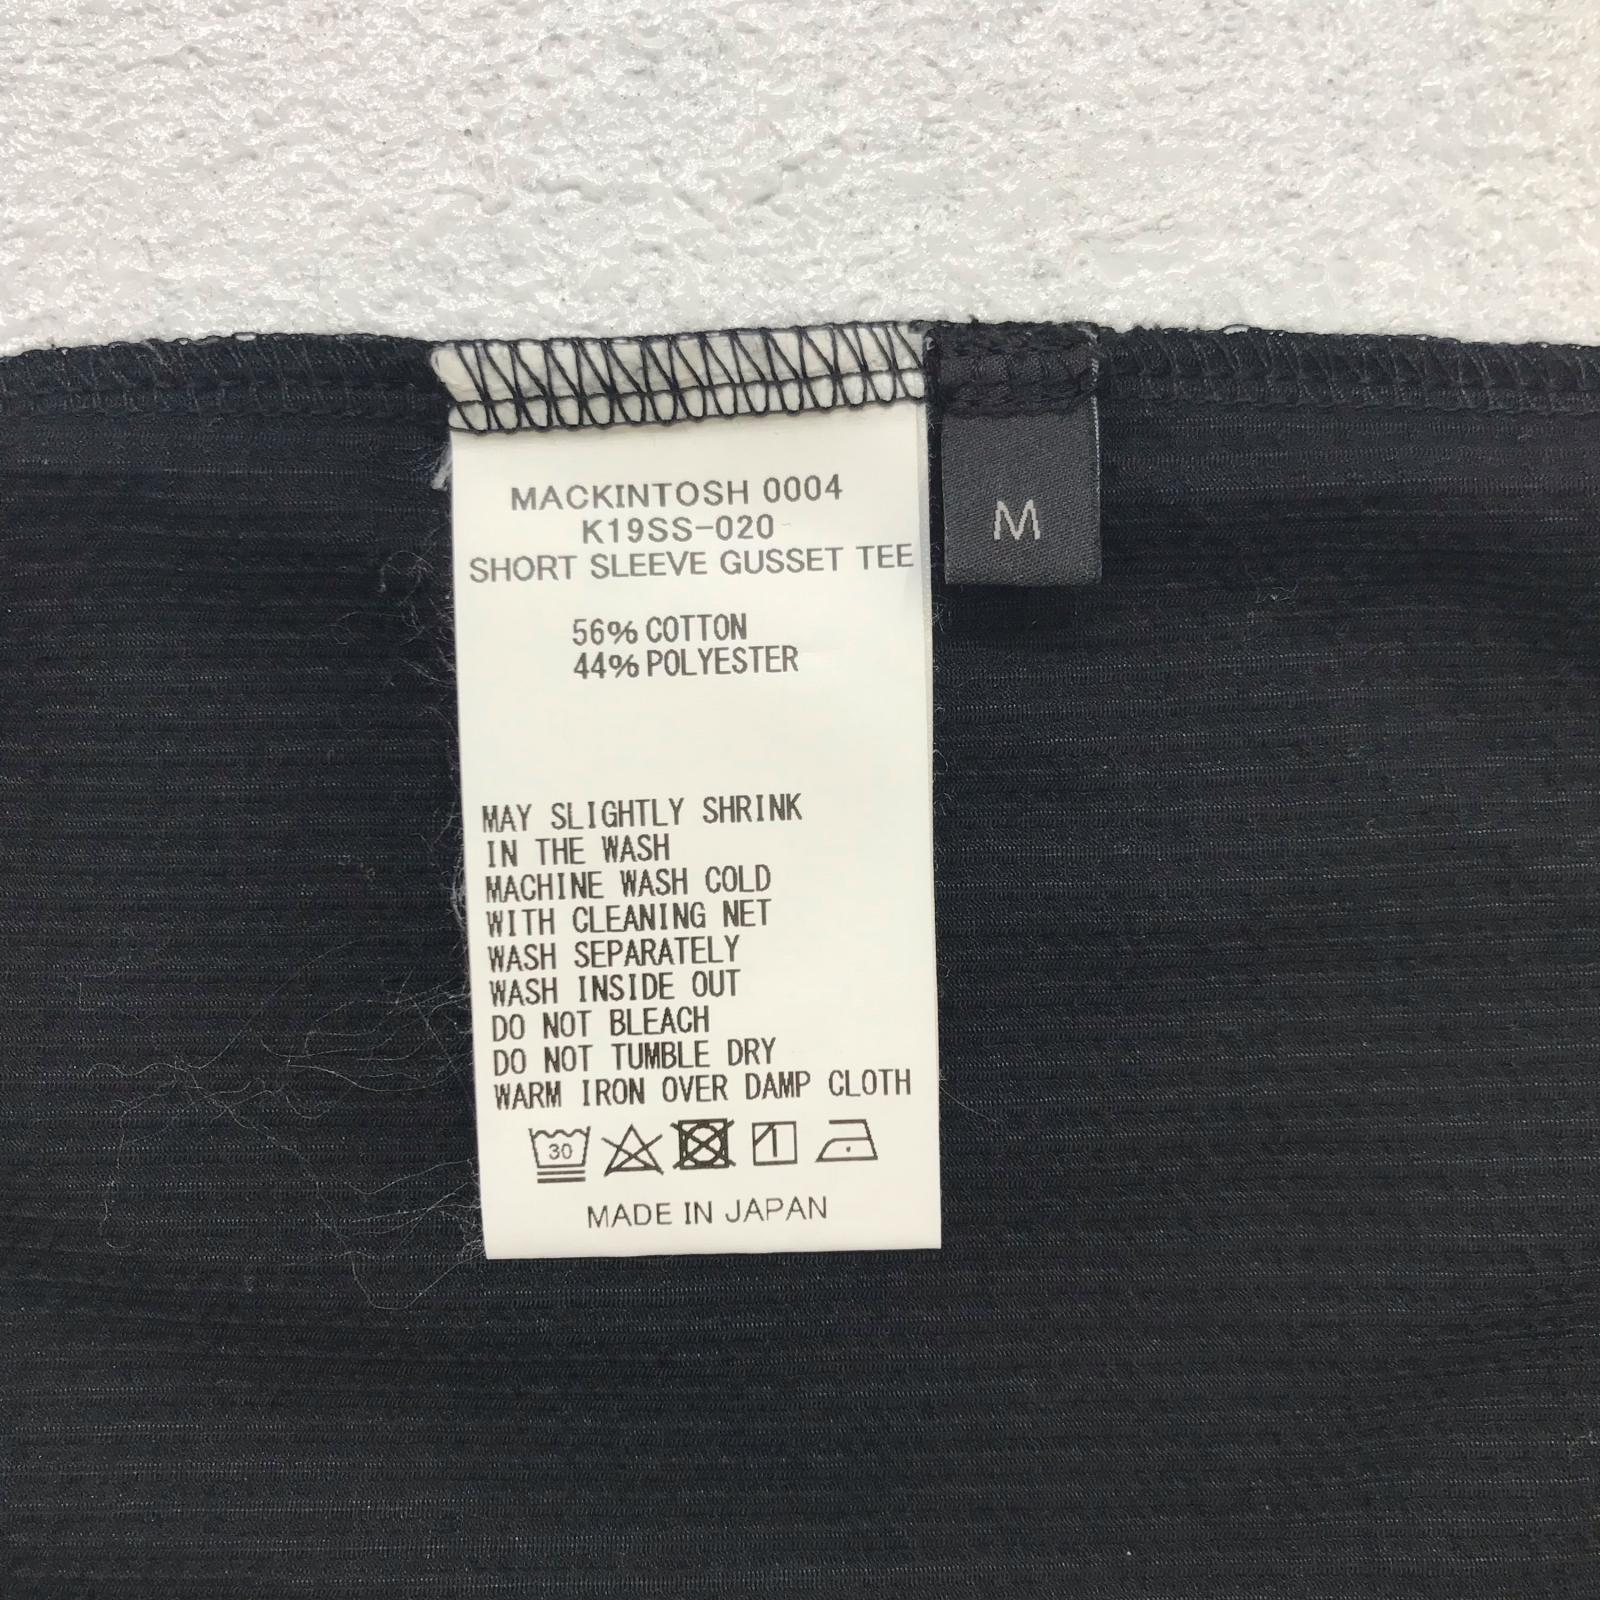 MACKINTOSH 0004
K19SS-020
SHORT SLEEVE GUSSET TEE
M
56% COTTON
44% POLYESTER
MAY SLIGHTLY SHRINK
IN THE WASH
MACHINE WASH COLD
WITH CLEANING NET
WASH SEPARATELY
WASH INSIDE OUT
DO NOT BLEACH
DO NOT TUMBLE DRY
WARM IRON OVER DAMP CLOTH
30
MADE IN JAPAN